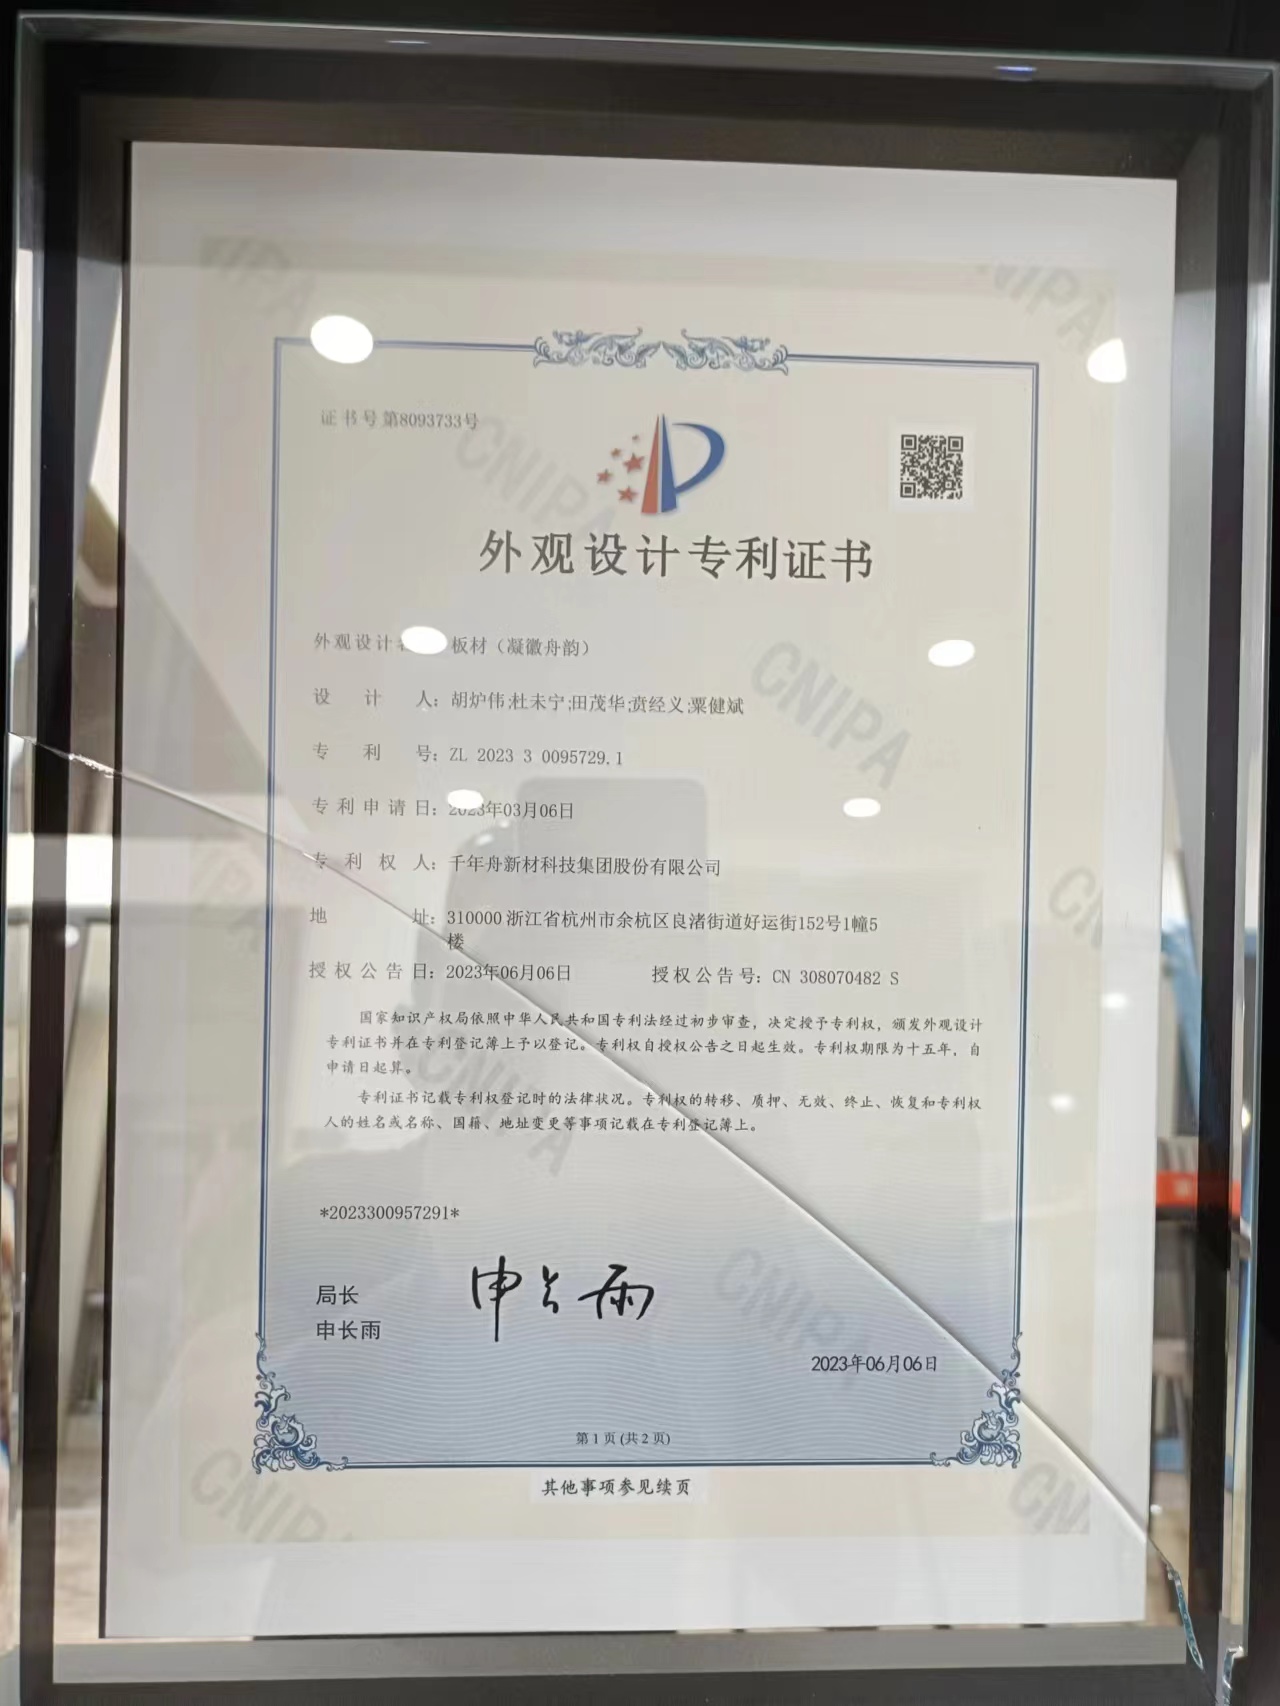 证书号第8093733号
外观设计专利证书
外观设计 板材（凝徽舟韵）
设计人：胡炉伟;杜未宁;田茂华;贲经义;粟健斌
专利号：ZL 2023 3 0095729.1
专利申请日：2023年03月06日
专利权人：千年舟新材科技集团股份有限公司
地址：310000 浙江省杭州市余杭区良渚街道好运街152号1幢5
楼
授权公告日：2023年06月06日 授权公告号：CN 308070482 S
国家知识产权局依照中华人民共和国专利法经过初步审查，决定授予专利权，颁发外观设计
专利证书并在专利登记簿上予以登记。专利权自授权公告之日起生效。专利权期限为十五年，自
申请日起算。
专利证书记载专利权登记时的法律状况。专利权的转移、质押、无效、终止、恢复和专利权
人的姓名或名称、国籍、地址变更等事项记载在专利登记簿上。
*2023300957291*
局长
申长雨
申长雨
2023年06月06日
第 1 页 (共 2 页)
其他事项参见续页
CNIPA
CNIPA
CNIPA
CNIPA
CNIPA